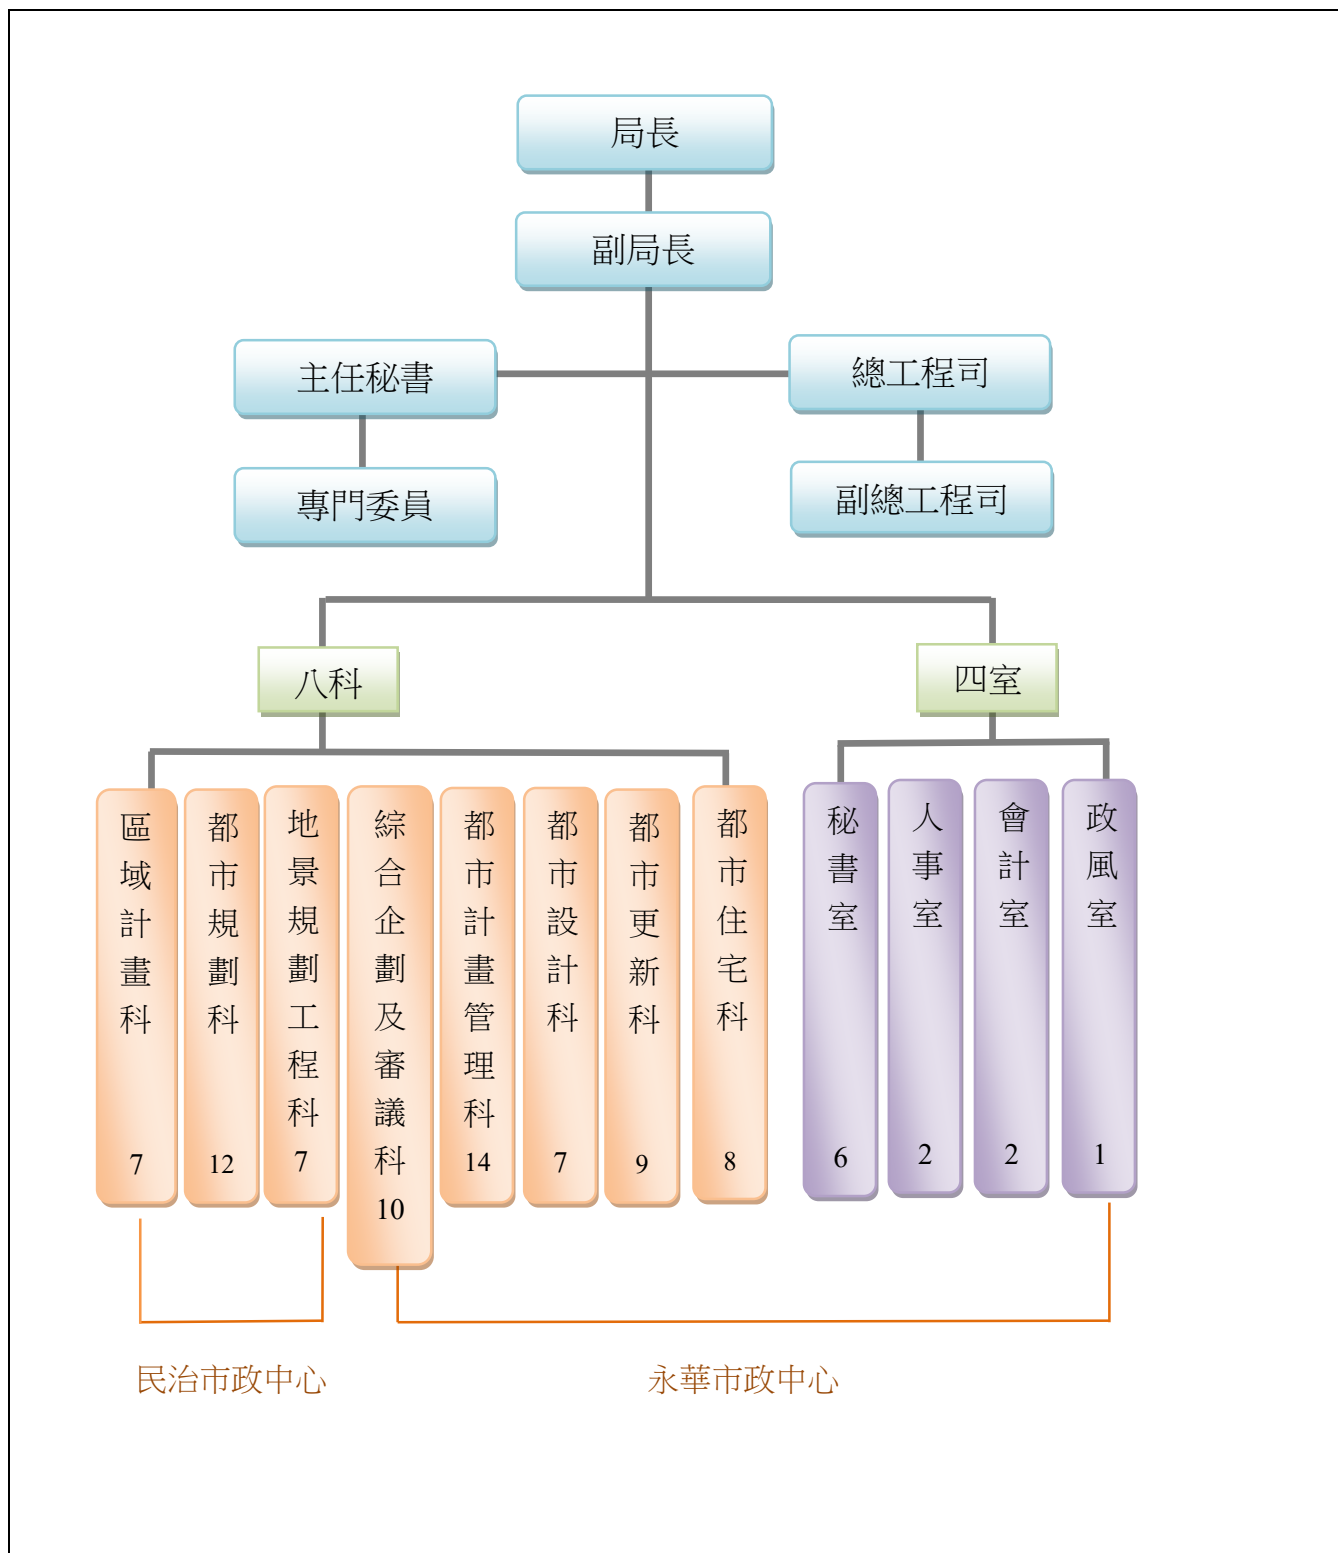 局長
副局長
主任秘書
總工程司
專門委員
副總工程司
八科
四室
區域計畫科
7
都市規劃科
12
地景規劃工程科
7
綜合企劃及審議科
10
都市計畫管理科
14
都市設計科
7
都市更新科
9
都市住宅科
8
秘書室
6
人事室
2
會計室
2
政風室
1
民治市政中心
永華市政中心